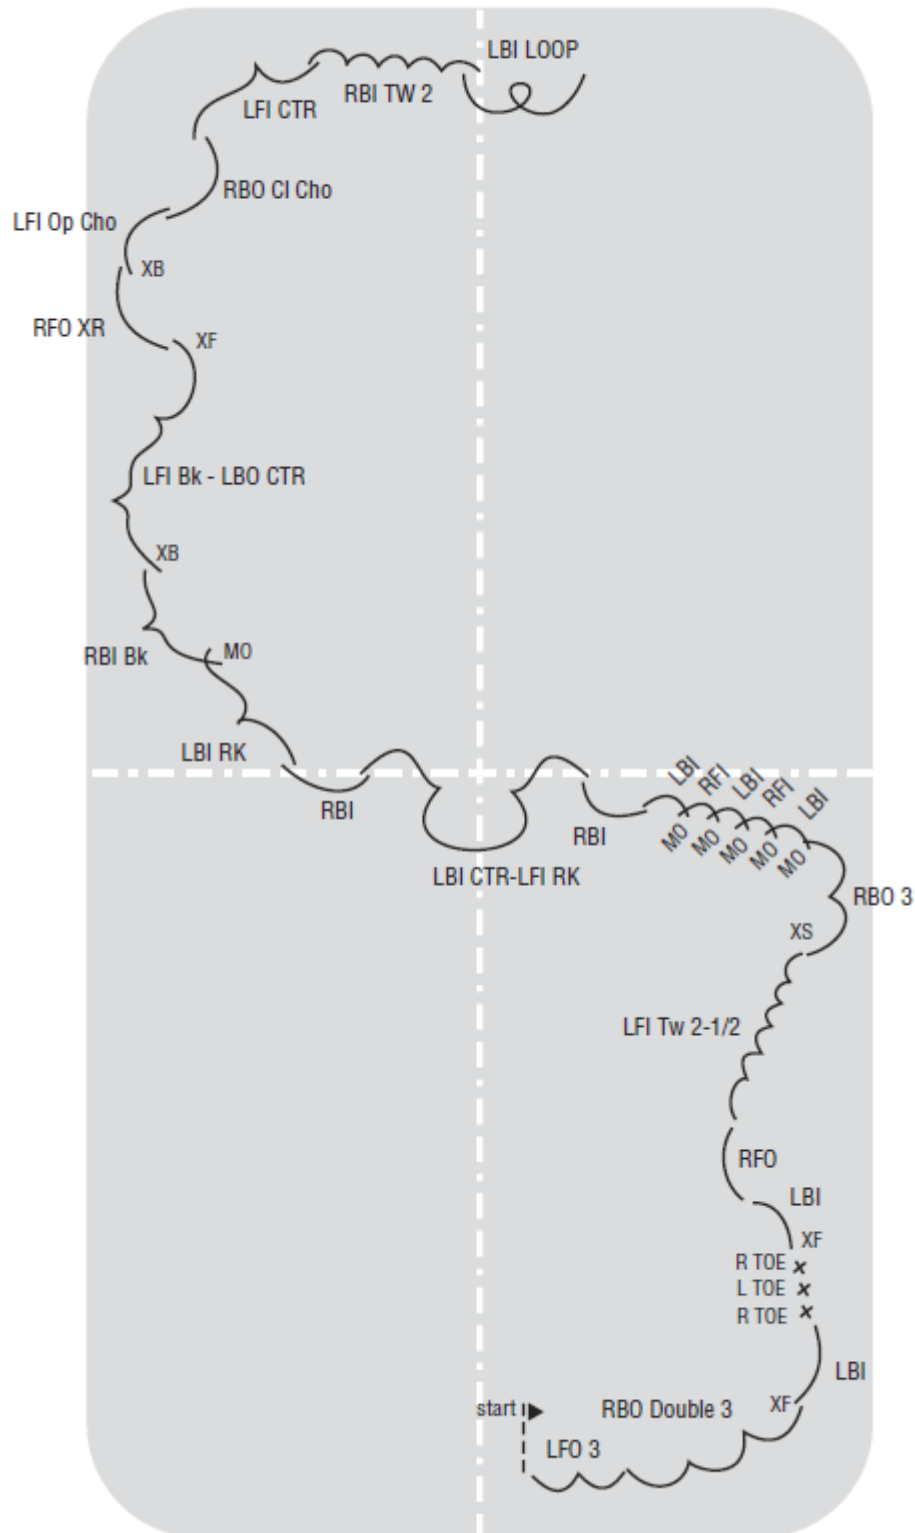 LBI LOOP
RBI TW 2
LFI CTR
RBO Cl Cho
LFI Op Cho
XB
RFO XR
XF
LFI Bk - LBO CTR
XB
RBI Bk
MO
LBI RK
RBI
LBI CTR-LFI RK
RBI
LBI
RFI
LBI
RFI
LBI
MO
MO
MO
MO
MO
RBO 3
XS
LFI Tw 2-1/2
RFO
LBI
XF
R TOE
L TOE
R TOE
LBI
XF
RBO Double 3
start
LFO 3